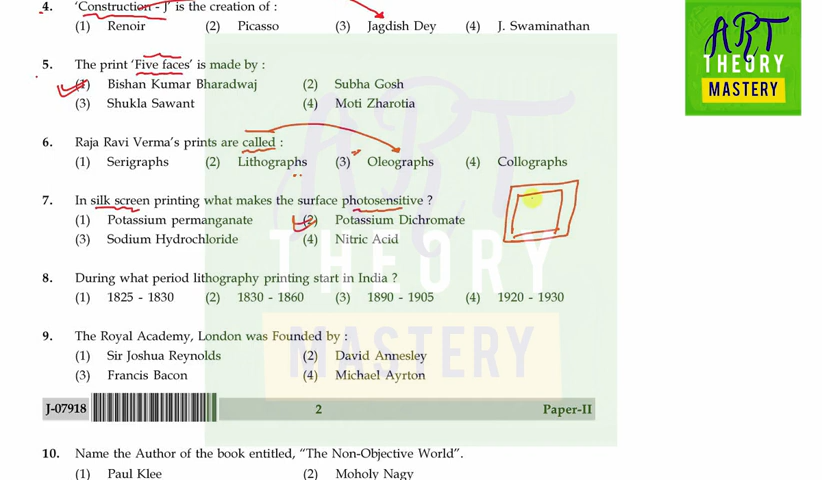 4. 'Construction - J' is the creation of :
(1) Renoir (2) Picasso (3) Jagdish Dey (4) J. Swaminathan
5. The print 'Five faces' is made by :
(1) Bishan Kumar Bharadwaj (2) Subha Gosh
(3) Shukla Sawant (4) Moti Zharotia
6. Raja Ravi Verma's prints are called :
(1) Serigraphs (2) Lithographs (3) Oleographs (4) Collographs
7. In silk screen printing what makes the surface photosensitive ?
(1) Potassium permanganate (2) Potassium Dichromate
(3) Sodium Hydrochloride (4) Nitric Acid
8. During what period lithography printing start in India ?
(1) 1825 - 1830 (2) 1830 - 1860 (3) 1890 - 1905 (4) 1920 - 1930
9. The Royal Academy, London was Founded by :
(1) Sir Joshua Reynolds (2) David Annesley
(3) Francis Bacon (4) Michael Ayrton
J-07918 2 Paper-II
10. Name the Author of the book entitled, "The Non-Objective World".
(1) Paul Klee (2) Moholy Nagy
ART
THEORY
MASTERY
ART
THEORY
MASTERY